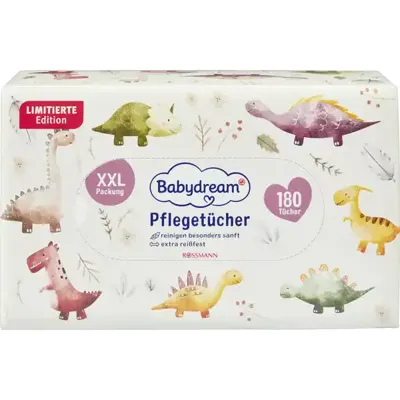 LIMITIERTE
Edition
XXL
Packung
Babydream
Pflegetücher
reinigen besonders sanft
extra reißfest
ROSSMANN
180
Tücher